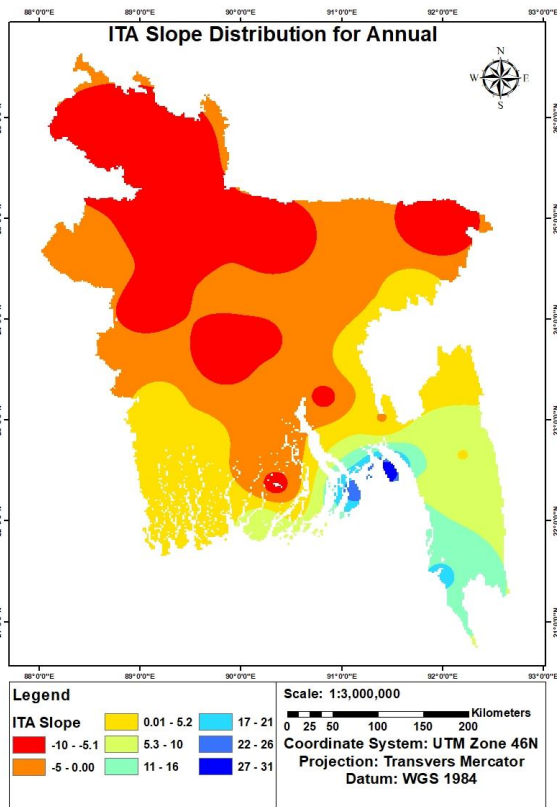 88°0'0"E 89°0'0"E 90°0'0"E 91°0'0"E 92°0'0"E 93°0'0"E
ITA Slope Distribution for Annual
N
W E
S
88°0'0"E 89°0'0"E 90°0'0"E 91°0'0"E 92°0'0"E 93°0'0"E
Legend
ITA Slope
-10 - -5.1
-5 - 0.00
0.01 - 5.2
5.3 - 10
11 - 16
17 - 21
22 - 26
27 - 31
Scale: 1:3,000,000
Kilometers
0 25 50 100 150 200
Coordinate System: UTM Zone 46N
Projection: Transvers Mercator
Datum: WGS 1984